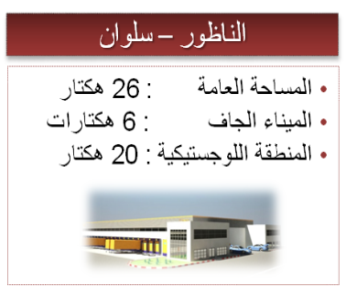 الناظور – سلوان
• المساحة العامة : 26 هكتار
• الميناء الجاف : 6 هكتارات
• المنطقة اللوجستيكية : 20 هكتار